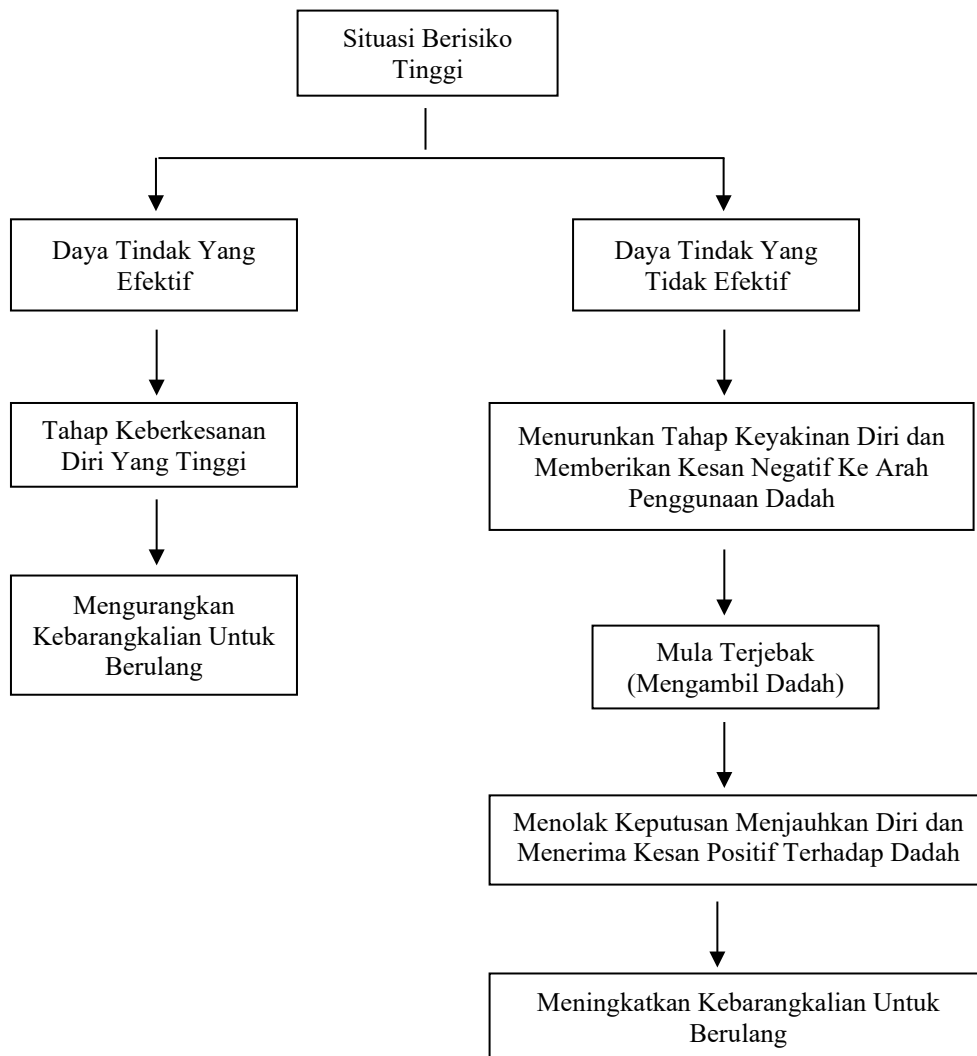 Situasi Berisiko
Tinggi
Daya Tindak Yang
Efektif
Daya Tindak Yang
Tidak Efektif
Tahap Keberkesanan
Diri Yang Tinggi
Menurunkan Tahap Keyakinan Diri dan
Memberikan Kesan Negatif Ke Arah
Penggunaan Dadah
Mengurangkan
Kebarangkalian Untuk
Berulang
Mula Terjebak
(Mengambil Dadah)
Menolak Keputusan Menjauhkan Diri dan
Menerima Kesan Positif Terhadap Dadah
Meningkatkan Kebarangkalian Untuk
Berulang